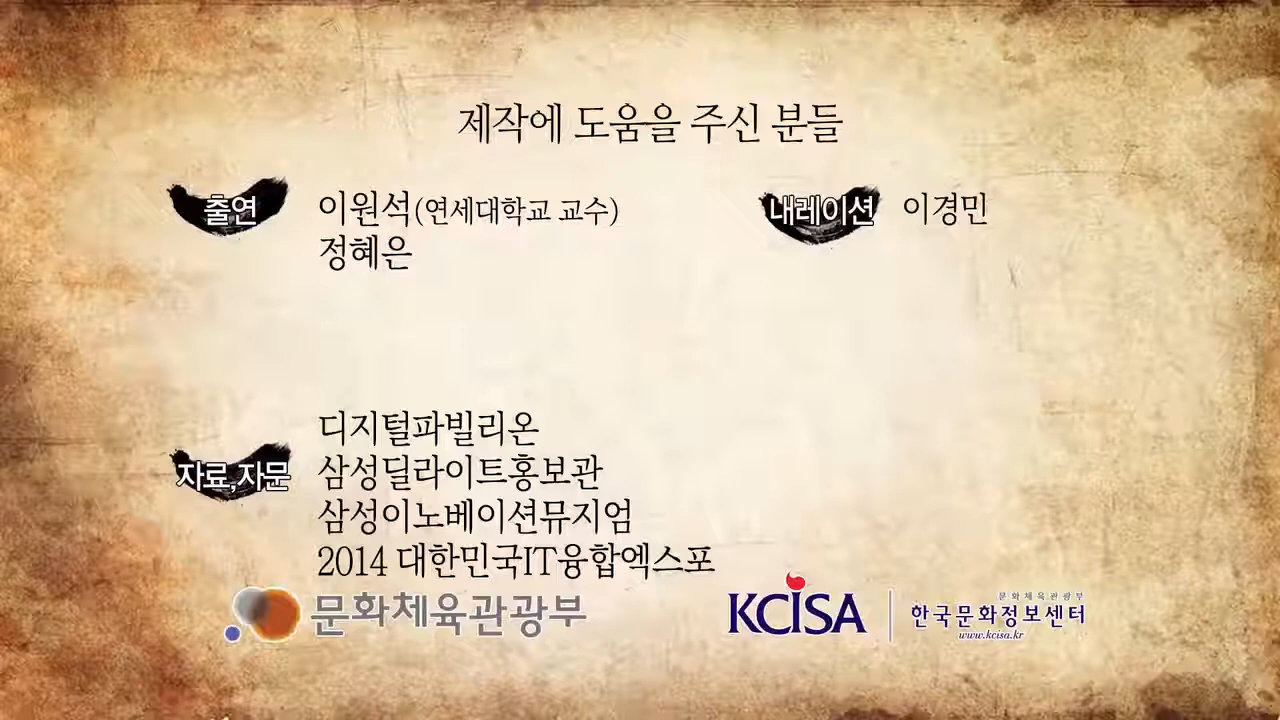 제작에 도움을 주신 분들
출연
이원석(연세대학교 교수)
정혜은
내레이션
이경민
자료,자문
디지털파빌리온
삼성딜라이트홍보관
삼성이노베이션뮤지엄
2014 대한민국IT융합엑스포
문화체육관광부
KCISA
문화체육관광부
한국문화정보센터
www.kcisa.kr